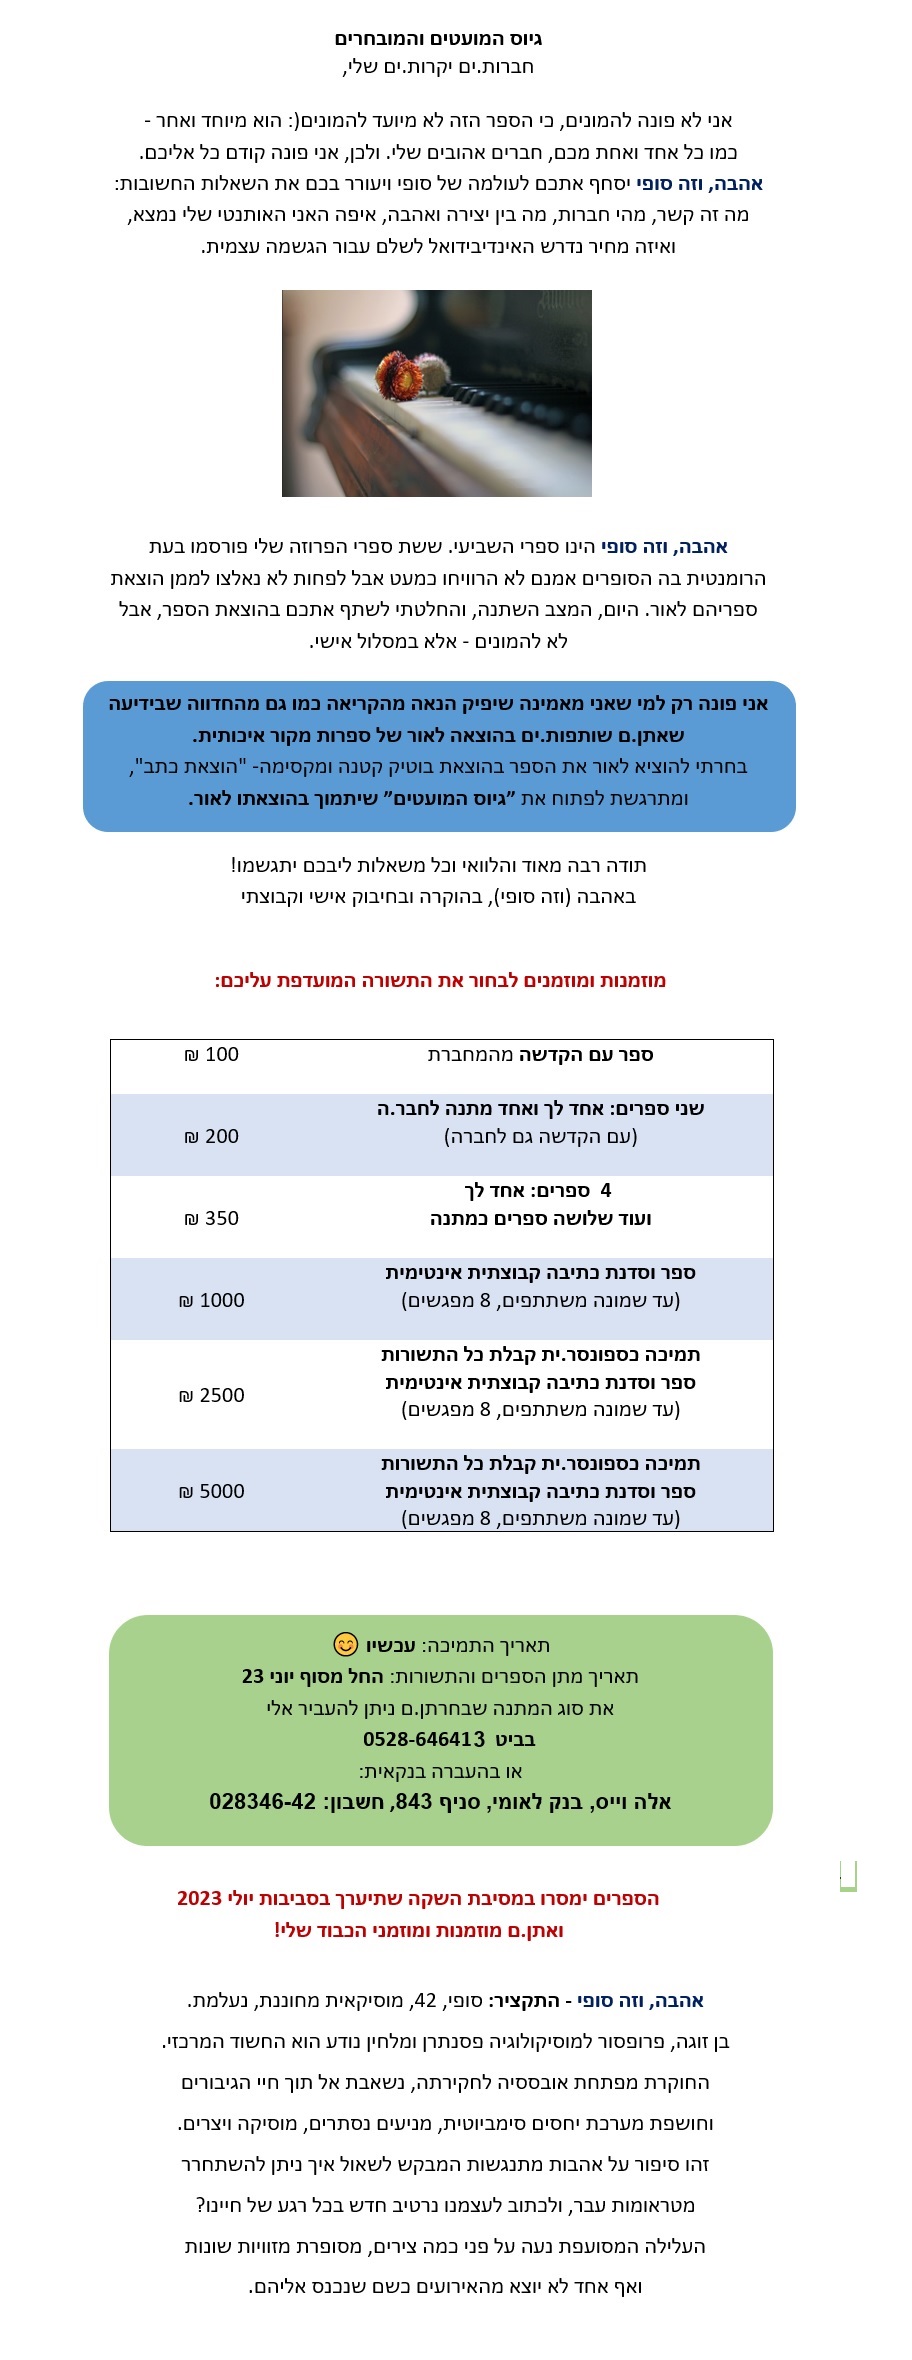 גיוס המועטים והמובחרים
חברות.ים יקרות.ים שלי,
אני לא פונה להמונים, כי הספר הזה לא מיועד להמונים(: הוא מיוחד ואחר -
כמו כל אחד ואחת מכם, חברים אהובים שלי. ולכן, אני פונה קודם כל אליכם.
אהבה, וזה סופי יסחף אתכם לעולמה של סופי ויעורר בכם את השאלות החשובות:
מה זה קשר, מהי חברות, מה בין יצירה ואהבה, איפה האני האותנטי שלי נמצא,
ואיזה מחיר נדרש האינדיבידואל לשלם עבור הגשמה עצמית.
אהבה, וזה סופי הינו ספרי השביעי. ששת ספרי הפרוזה שלי פורסמו בעת
הרומנטית בה הסופרים אמנם לא הרוויחו כמעט אבל לפחות לא נאלצו לממן הוצאת
ספריהם לאור. היום, המצב השתנה, והחלטתי לשתף אתכם בהוצאת הספר, אבל
לא להמונים - אלא במסלול אישי.
אני פונה רק למי שאני מאמינה שיפיק הנאה מהקריאה כמו גם מהחדווה שבידיעה
שאתן.ם שותפות.ים בהוצאה לאור של ספרות מקור איכותית.
בחרתי להוציא לאור את הספר בהוצאת בוטיק קטנה ומקסימה- "הוצאת כתב",
ומתרגשת לפתוח את ״גיוס המועטים״ שיתמוך בהוצאתו לאור.
תודה רבה מאוד והלוואי וכל משאלות ליבכם יתגשמו!
באהבה (וזה סופי), בהוקרה ובחיבוק אישי וקבוצתי
מוזמנות ומוזמנים לבחור את התשורה המועדפת עליכם:
ספר עם הקדשה מהמחברת 100 ₪
שני ספרים: אחד לך ואחד מתנה לחבר.ה
(עם הקדשה גם לחברה) 200 ₪
4 ספרים: אחד לך
ועוד שלושה ספרים כמתנה 350 ₪
ספר וסדנת כתיבה קבוצתית אינטימית
(עד שמונה משתתפים, 8 מפגשים) 1000 ₪
תמיכה כספונסר.ית קבלת כל התשורות
ספר וסדנת כתיבה קבוצתית אינטימית 2500 ₪
(עד שמונה משתתפים, 8 מפגשים)
תמיכה כספונסר.ית קבלת כל התשורות
ספר וסדנת כתיבה קבוצתית אינטימית 5000 ₪
(עד שמונה משתתפים, 8 מפגשים)
תאריך התמיכה: עכשיו 😊
תאריך מתן הספרים והתשורות: החל מסוף יוני 23
את סוג המתנה שבחרתן.ם ניתן להעביר אלי
בביט 0528-646413
או בהעברה בנקאית:
אלה וייס, בנק לאומי, סניף 843, חשבון: 028346-42
הספרים ימסרו במסיבת השקה שתיערך בסביבות יולי 2023
ואתן.ם מוזמנות ומוזמני הכבוד שלי!
אהבה, וזה סופי - התקציר: סופי, 42, מוסיקאית מחוננת, נעלמת.
בן זוגה, פרופסור למוסיקולוגיה פסנתרן ומלחין נודע הוא החשוד המרכזי.
החוקרת מפתחת אובססיה לחקירתה, נשאבת אל תוך חיי הגיבורים
וחושפת מערכת יחסים סימביוטית, מניעים נסתרים, מוסיקה ויצרים.
זהו סיפור על אהבות מתנגשות המבקש לשאול איך ניתן להשתחרר
מטראומות עבר, ולכתוב לעצמנו נרטיב חדש בכל רגע של חיינו?
העלילה המסועפת נעה על פני כמה צירים, מסופרת מזוויות שונות
ואף אחד לא יוצא מהאירועים כשם שנכנס אליהם.